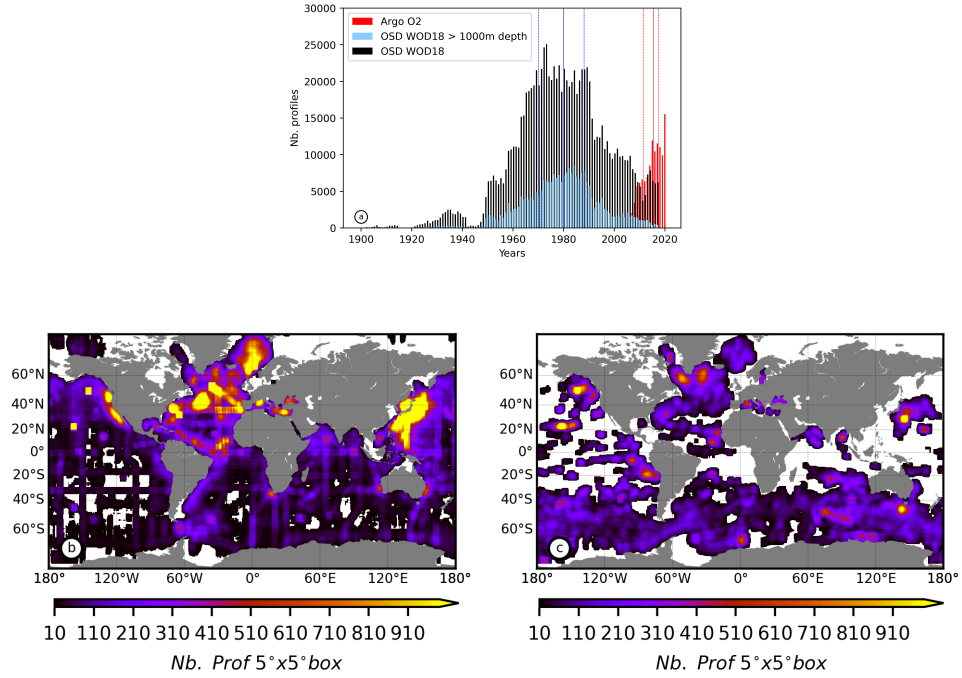 30000
25000
20000
15000
10000
5000
0
Nb. profiles
Argo O2
OSD WOD18 > 1000m depth
OSD WOD18
a
1900 1920 1940 1960 1980 2000 2020
Years
60°N
40°N
20°N
0°
20°S
40°S
60°S
b
180° 120°W 60°W 0° 60°E 120°E 180°
10 110 210 310 410 510 610 710 810 910
Nb. Prof 5°x5°box
60°N
40°N
20°N
0°
20°S
40°S
60°S
c
180° 120°W 60°W 0° 60°E 120°E 180°
10 110 210 310 410 510 610 710 810 910
Nb. Prof 5°x5°box